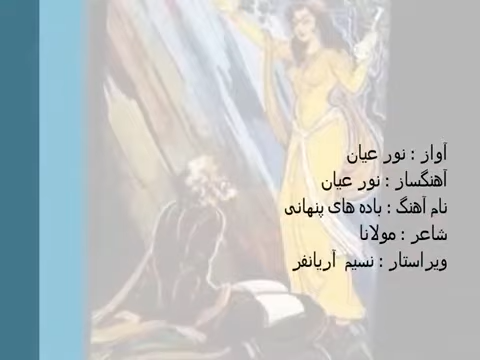 آواز : نور عیان
آهنگساز : نور عیان
نام آهنگ : باده های پنهانی
شاعر : مولانا
ویراستار : نسیم آریانفر